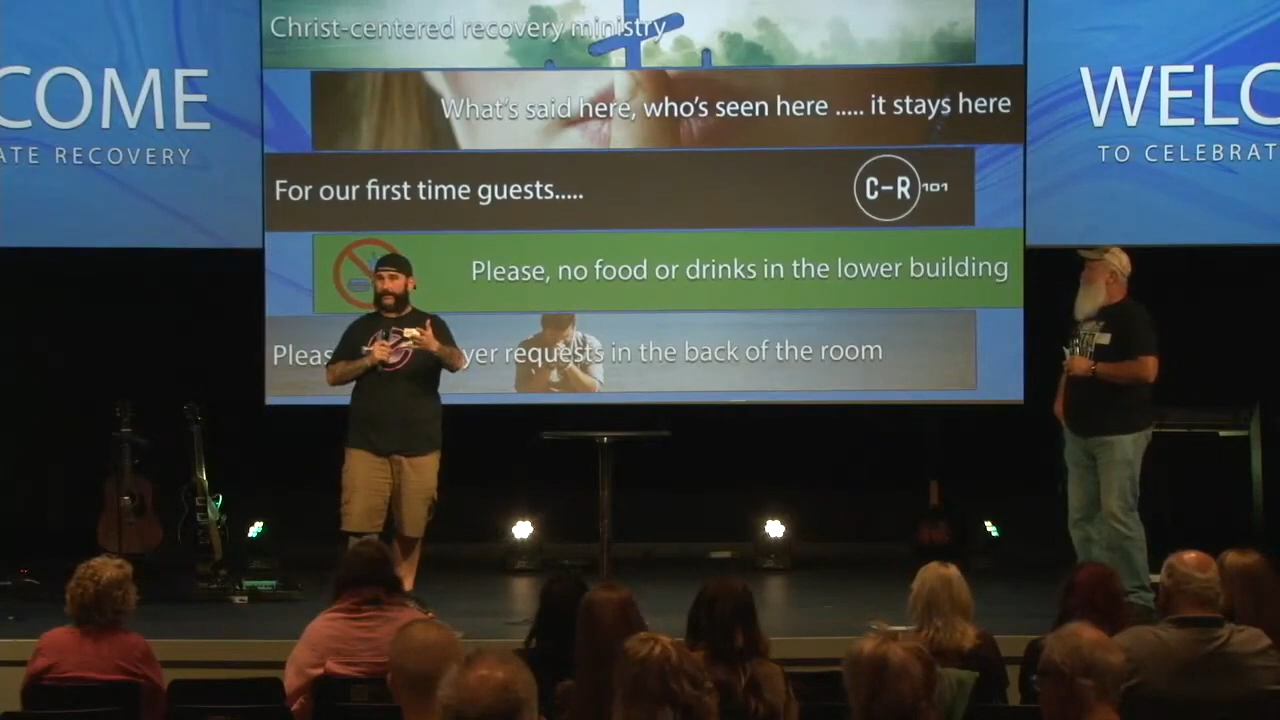 Christ-centered recovery ministry
COME
ATE RECOVERY
What's said here, who's seen here ..... it stays here
WELC
TO CELEBRAT
For our first time guests.....
C-R 101
Please, no food or drinks in the lower building
Pleas yer requests in the back of the room